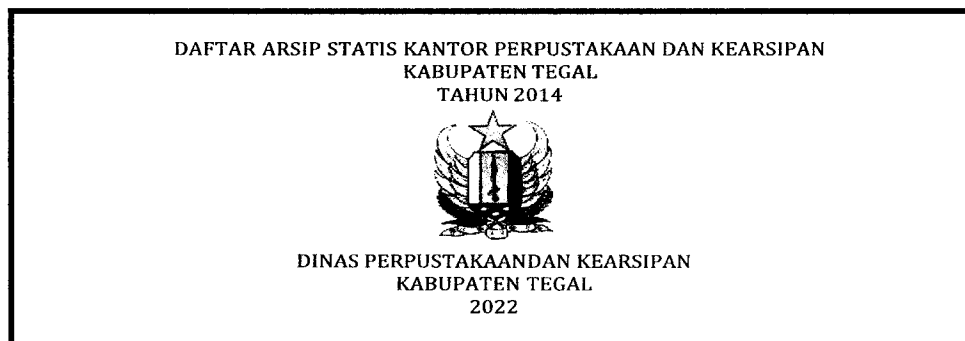 DAFTAR ARSIP STATIS KANTOR PERPUSTAKAAN DAN KEARSIPAN
KABUPATEN TEGAL
TAHUN 2014
DINAS PERPUSTAKAANDAN KEARSIPAN
KABUPATEN TEGAL
2022